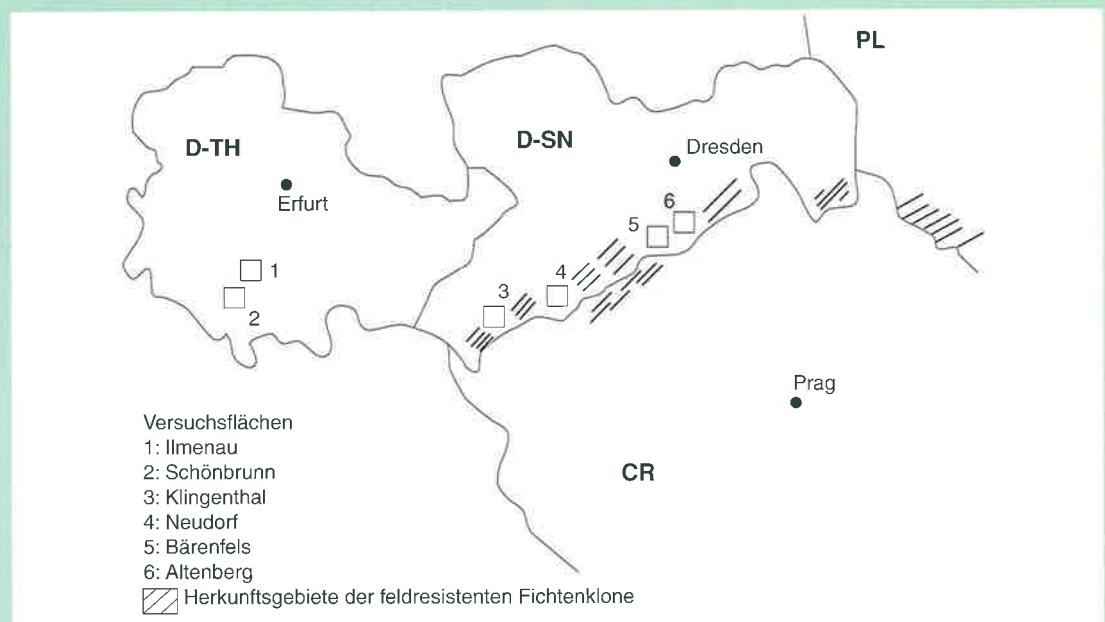 PL
D-TH
D-SN
Dresden
Erfurt
6
5
1
4
3
2
Prag
Versuchsflächen
1: Ilmenau
2: Schönbrunn
3: Klingenthal
4: Neudorf
5: Bärenfels
6: Altenberg
CR
Herkunftsgebiete der feldresistenten Fichtenklone